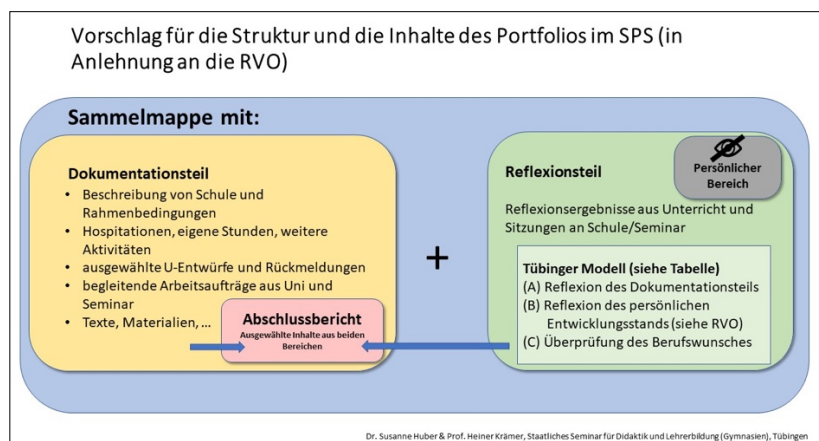 Vorschlag für die Struktur und die Inhalte des Portfolios im SPS (in
Anlehnung an die RVO)
Sammelmappe mit:
Dokumentationsteil
• Beschreibung von Schule und
Rahmenbedingungen
• Hospitationen, eigene Stunden, weitere
Aktivitäten
• ausgewählte U-Entwürfe und Rückmeldungen
• begleitende Arbeitsaufträge aus Uni und
Seminar
• Texte, Materialien, ...
Abschlussbericht
Ausgewählte Inhalte aus beiden
Bereichen
+
Persönlicher
Bereich
Reflexionsteil
Reflexionsergebnisse aus Unterricht und
Sitzungen an Schule/Seminar
Tübinger Modell (siehe Tabelle)
(A) Reflexion des Dokumentationsteils
(B) Reflexion des persönlichen
Entwicklungsstands (siehe RVO)
(C) Überprüfung des Berufswunsches
Dr. Susanne Huber & Prof. Heiner Krämer, Staatliches Seminar für Didaktik und Lehrerbildung (Gymnasien), Tübingen